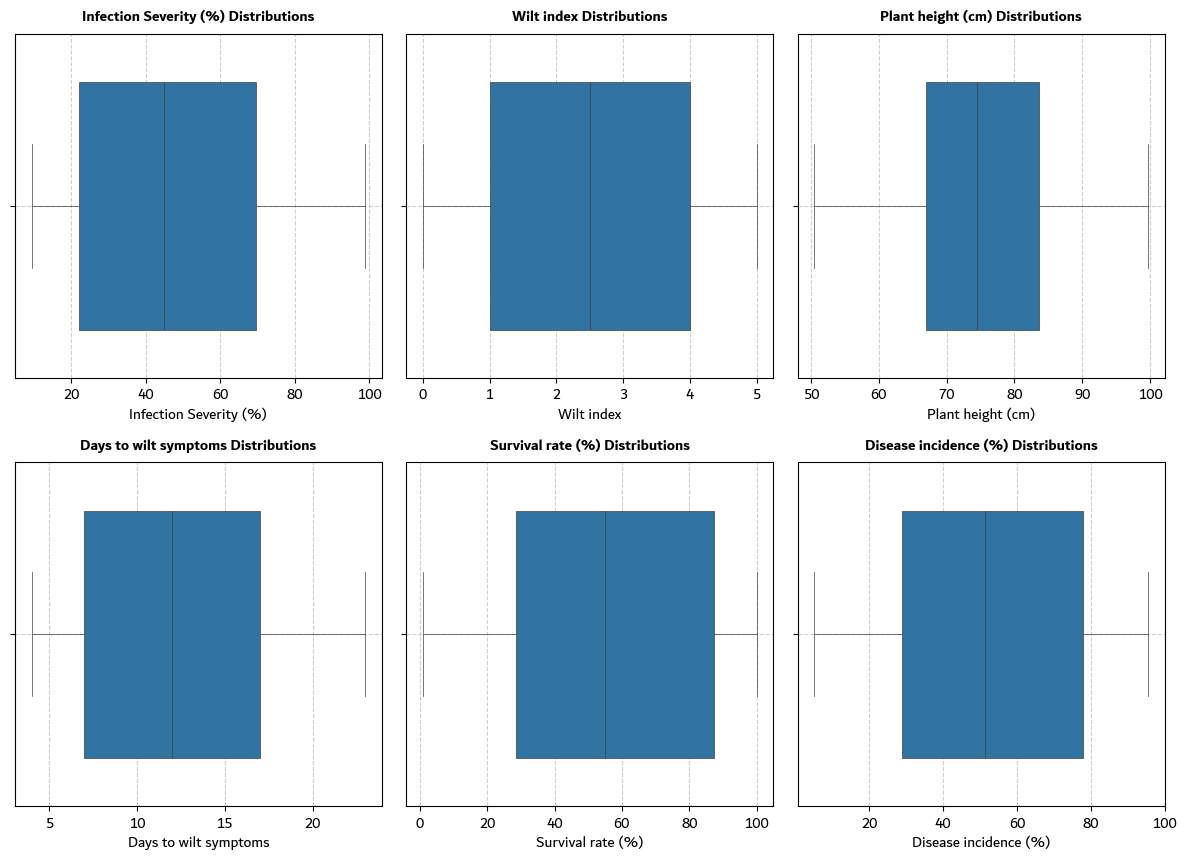 Infection Severity (%) Distributions
Wilt index Distributions
Plant height (cm) Distributions
20 40 60 80 100
0 1 2 3 4 5
50 60 70 80 90 100
Infection Severity (%)
Wilt index
Plant height (cm)
Days to wilt symptoms Distributions
Survival rate (%) Distributions
Disease incidence (%) Distributions
5 10 15 20
0 20 40 60 80 100
20 40 60 80 100
Days to wilt symptoms
Survival rate (%)
Disease incidence (%)